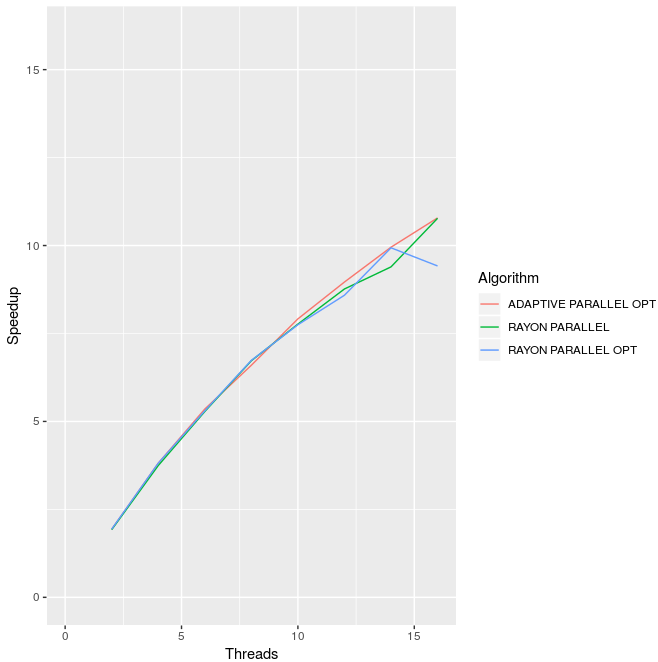 15
10
5
0
Speedup
0
5
10
15
Threads
Algorithm
ADAPTIVE PARALLEL OPT
RAYON PARALLEL
RAYON PARALLEL OPT